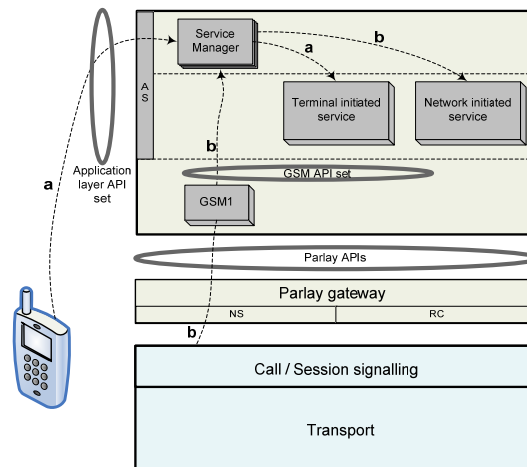 Service
Manager
b
a
A
S
Terminal initiated
service
Network initiated
service
b
Application
layer API
set
GSM API set
a
GSM1
Parlay APIs
Parlay gateway
NS
RC
b
Call / Session signalling
Transport